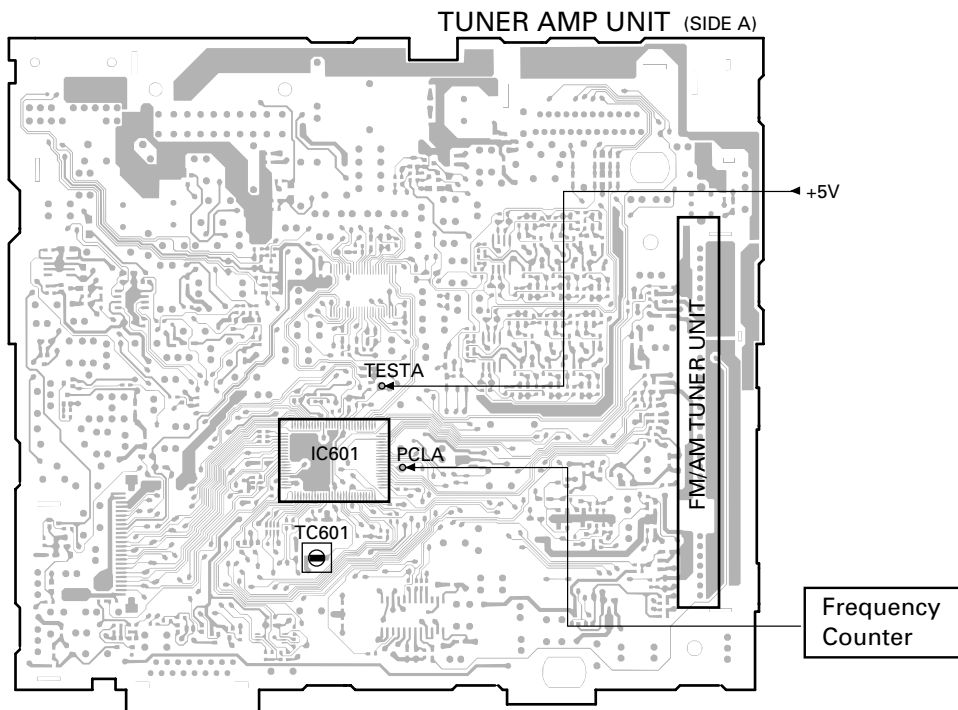 TUNER AMP UNIT (SIDE A)
+5V
FM/AM TUNER UNIT
TESTA
IC601
PCLA
TC601
Frequency
Counter